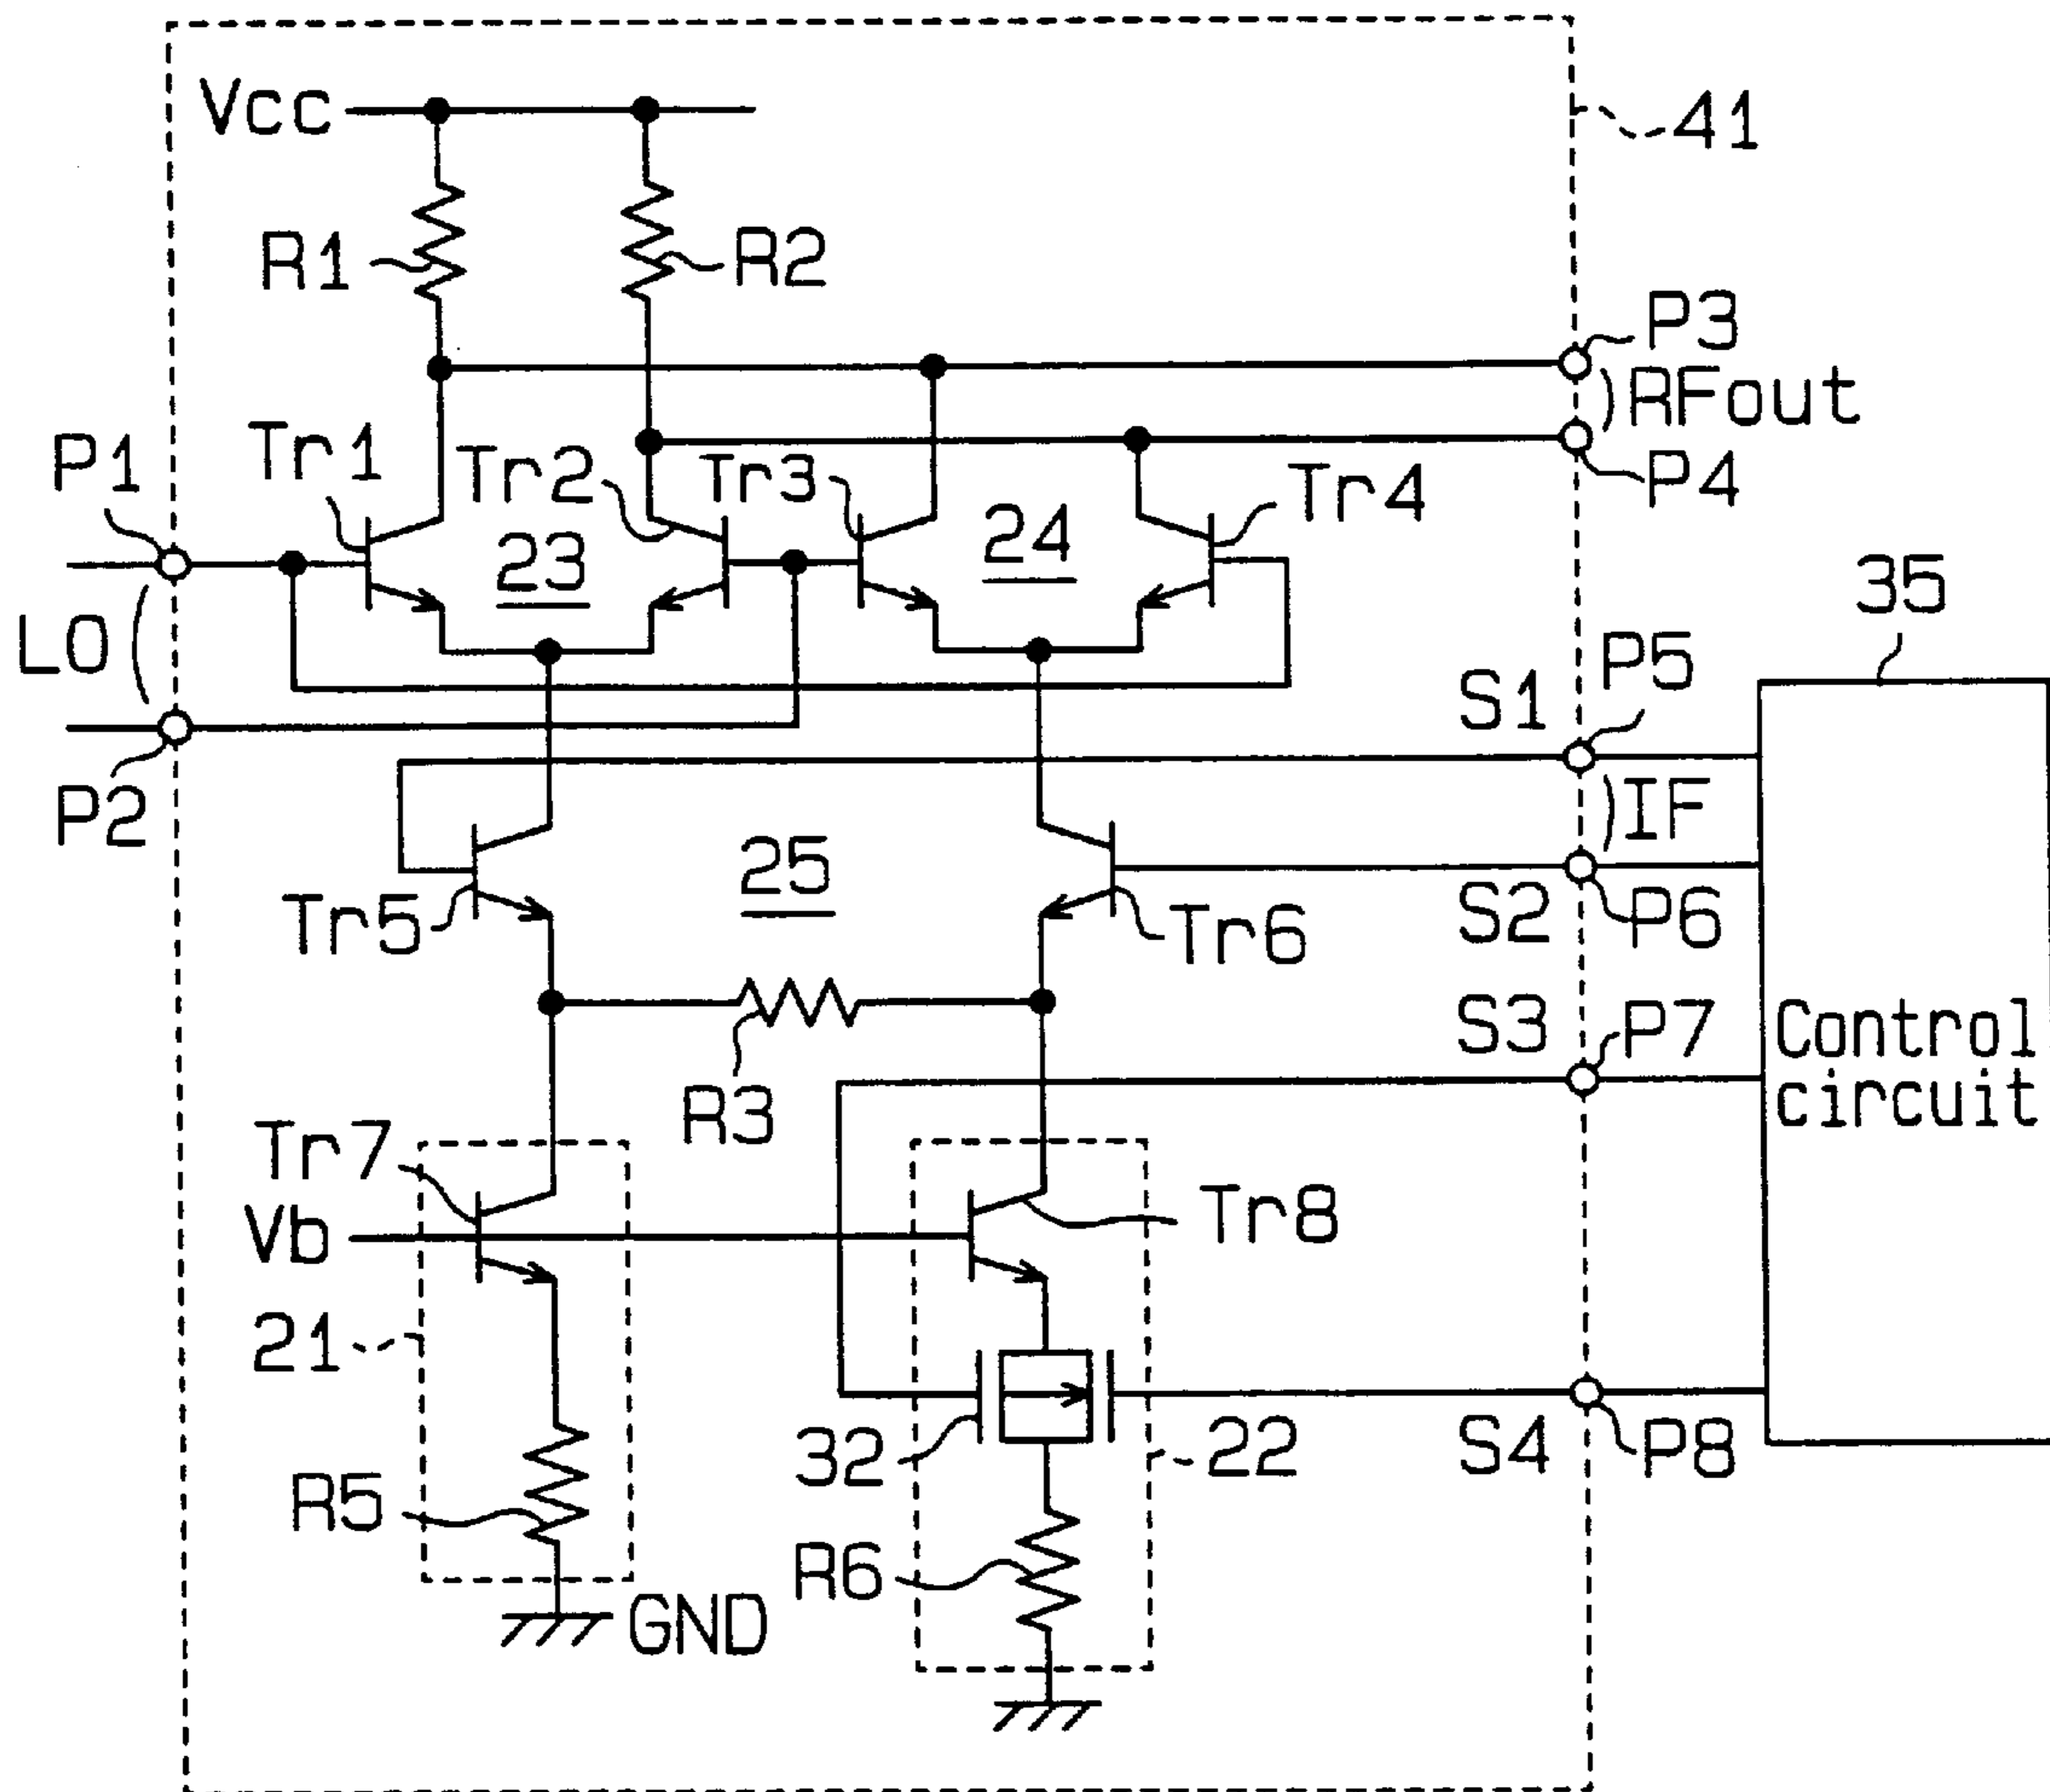 Vcc
41
R1
R2
P3
RFout
P4
P1
Tr1
Tr2
Tr3
Tr4
23
24
35
LO
P5
S1
P2
IF
25
Tr5
Tr6
S2
P6
S3
P7
Control
circuit
R3
Tr7
Vb
Tr8
21
32
22
S4
P8
R5
R6
GND